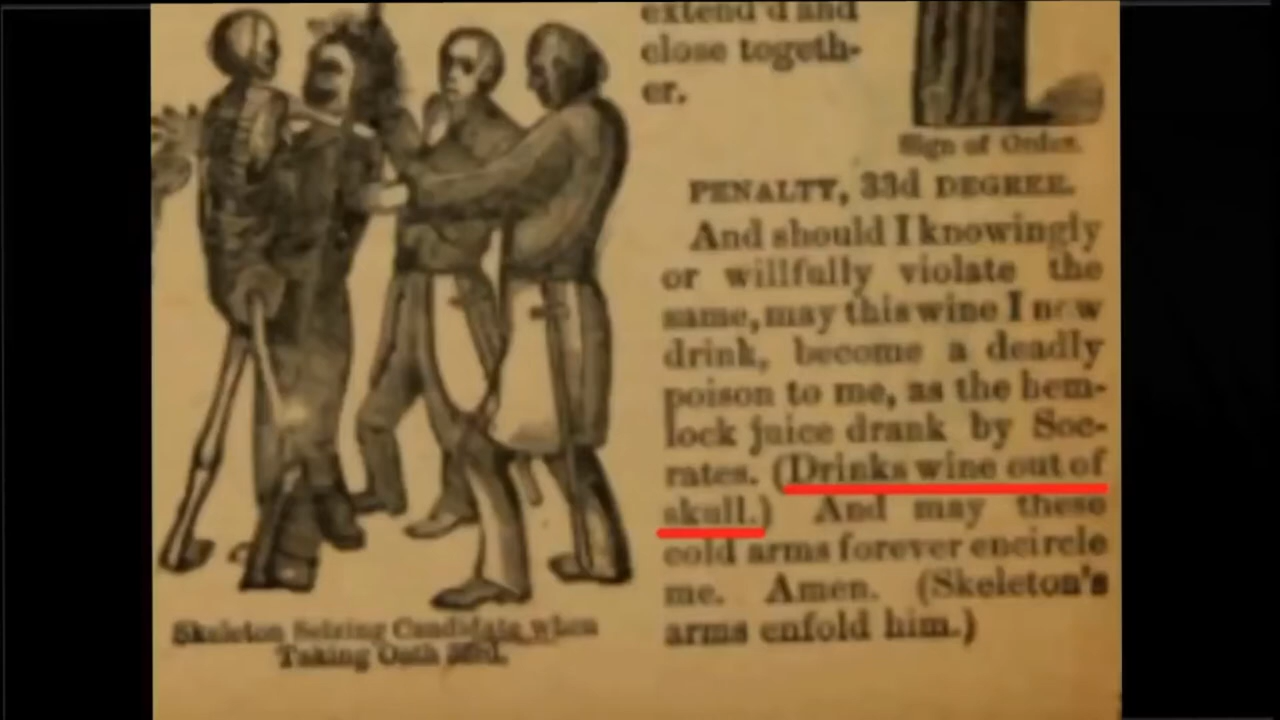 extend'd and
close togeth-
er.
Sign of Order.
PENALTY, 33d DEGREE.
And should I knowingly
or willfully violate the
same, may this wine I now
drink, become a deadly
poison to me, as the hem-
lock juice drank by Soc-
rates. (Drinks wine out of
skull.) And may these
cold arms forever encircle
me. Amen. (Skeleton's
arms enfold him.)
Skeleton Seizing Candidate when
Taking Oath 33d.